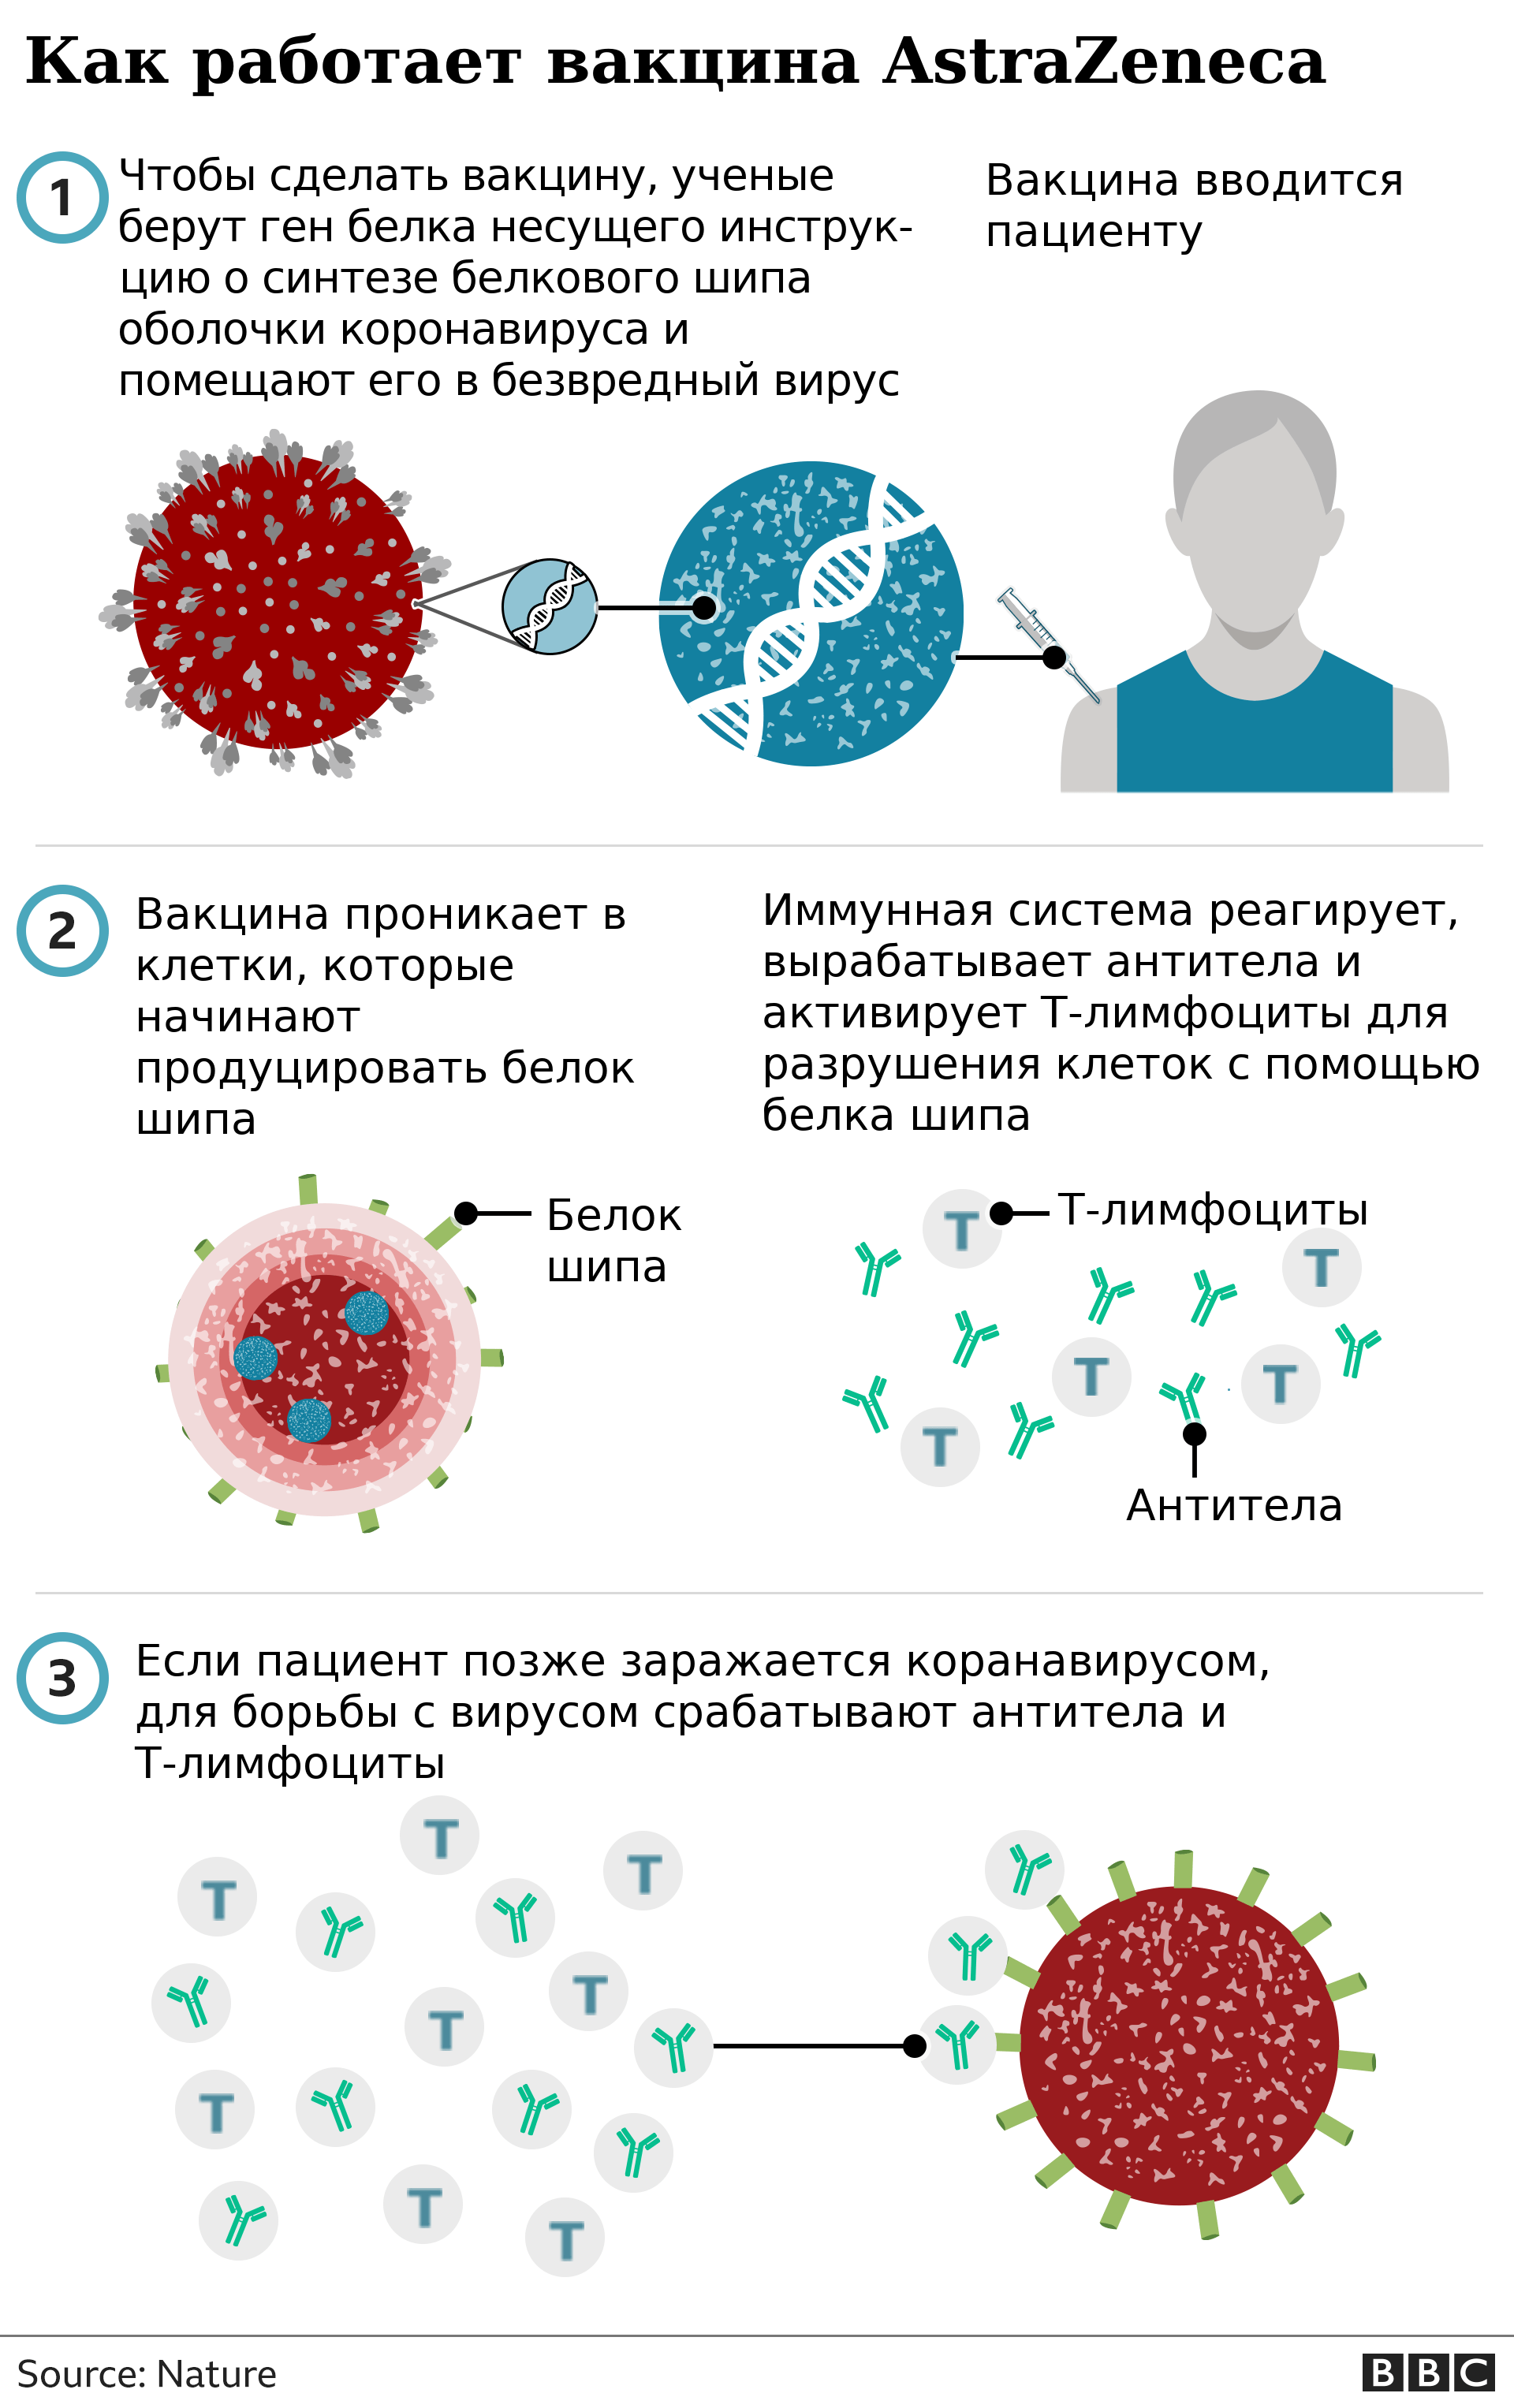 Как работает вакцина AstraZeneca
1
Чтобы сделать вакцину, ученые
берут ген белка несущего инструк-
цию о синтезе белкового шипа
оболочки коронавируса и
помещают его в безвредный вирус
Вакцина вводится
пациенту
2
Вакцина проникает в
клетки, которые
начинают
продуцировать белок
шипа
Иммунная система реагирует,
вырабатывает антитела и
активирует Т-лимфоциты для
разрушения клеток с помощью
белка шипа
Белок
шипа
Т-лимфоциты
T
T
T
T
T
Антитела
3
Если пациент позже заражается коранавирусом,
для борьбы с вирусом срабатывают антитела и
Т-лимфоциты
T
T
T
T
T
T
T
T
Source: Nature
BBC